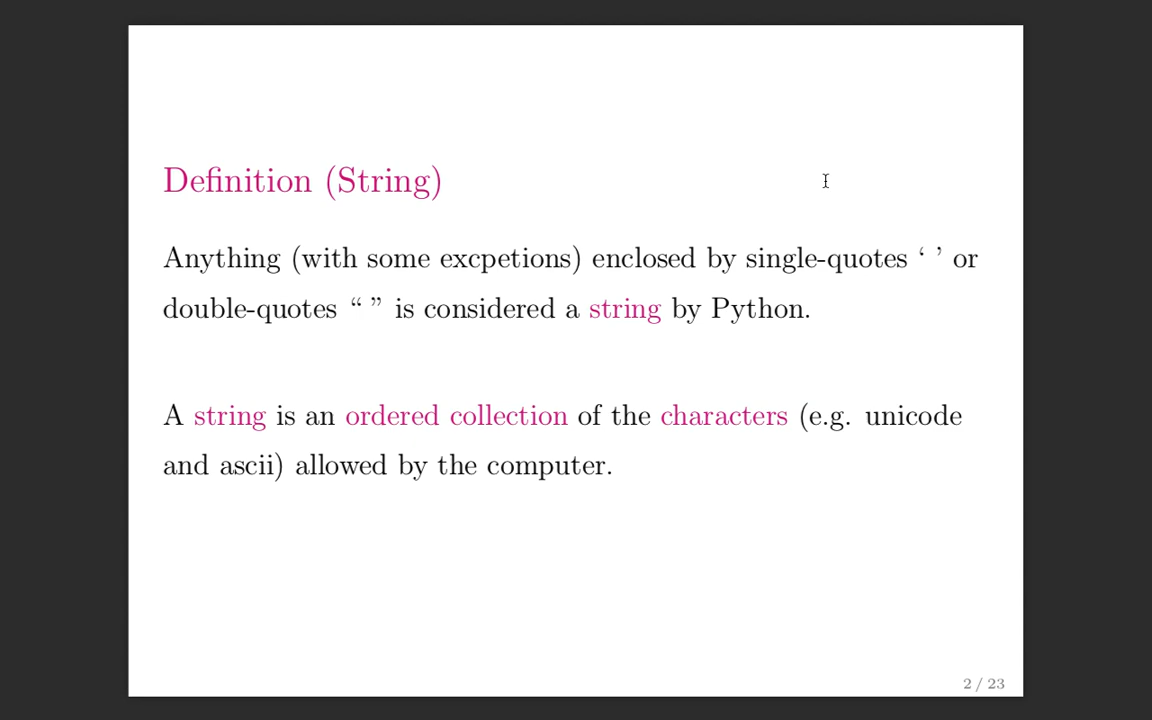 Definition (String)
Anything (with some excpetions) enclosed by single-quotes ‘ ’ or
double-quotes “ ” is considered a string by Python.
A string is an ordered collection of the characters (e.g. unicode
and ascii) allowed by the computer.
2 / 23